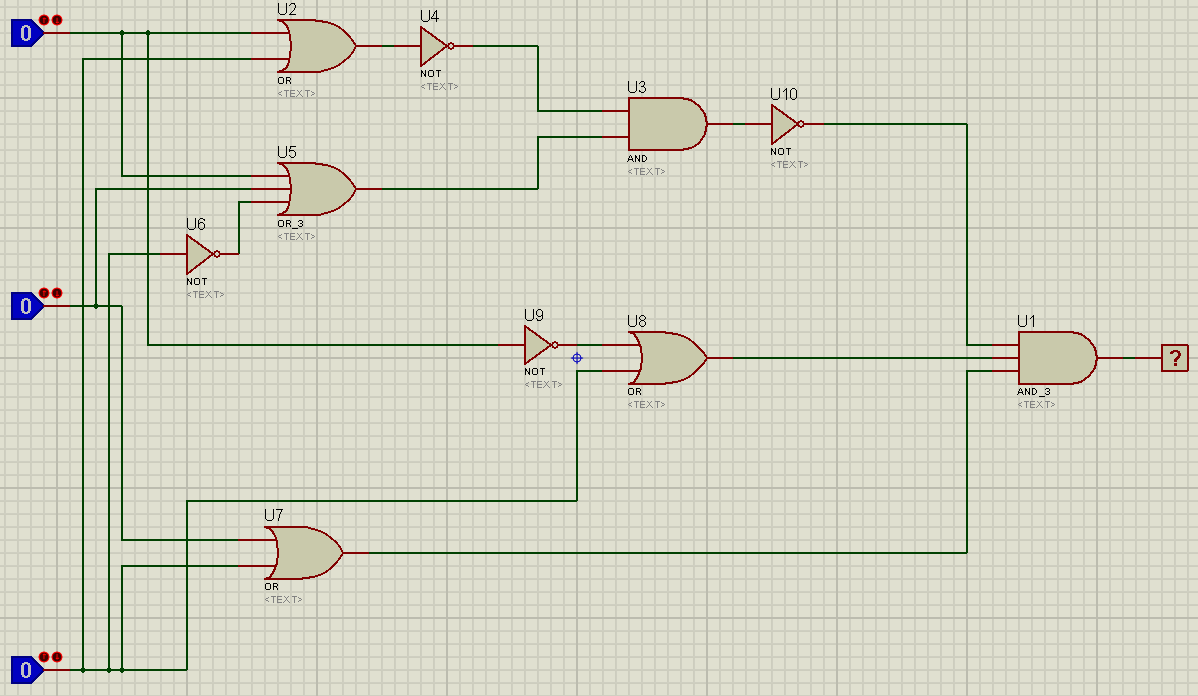 U2
U4
0
OR
<TEXT>
NOT
<TEXT>
U3
U10
AND
<TEXT>
NOT
<TEXT>
U5
OR_3
<TEXT>
U6
NOT
<TEXT>
0
U9
NOT
<TEXT>
U8
OR
<TEXT>
U1
AND_3
<TEXT>
?
U7
OR
<TEXT>
0